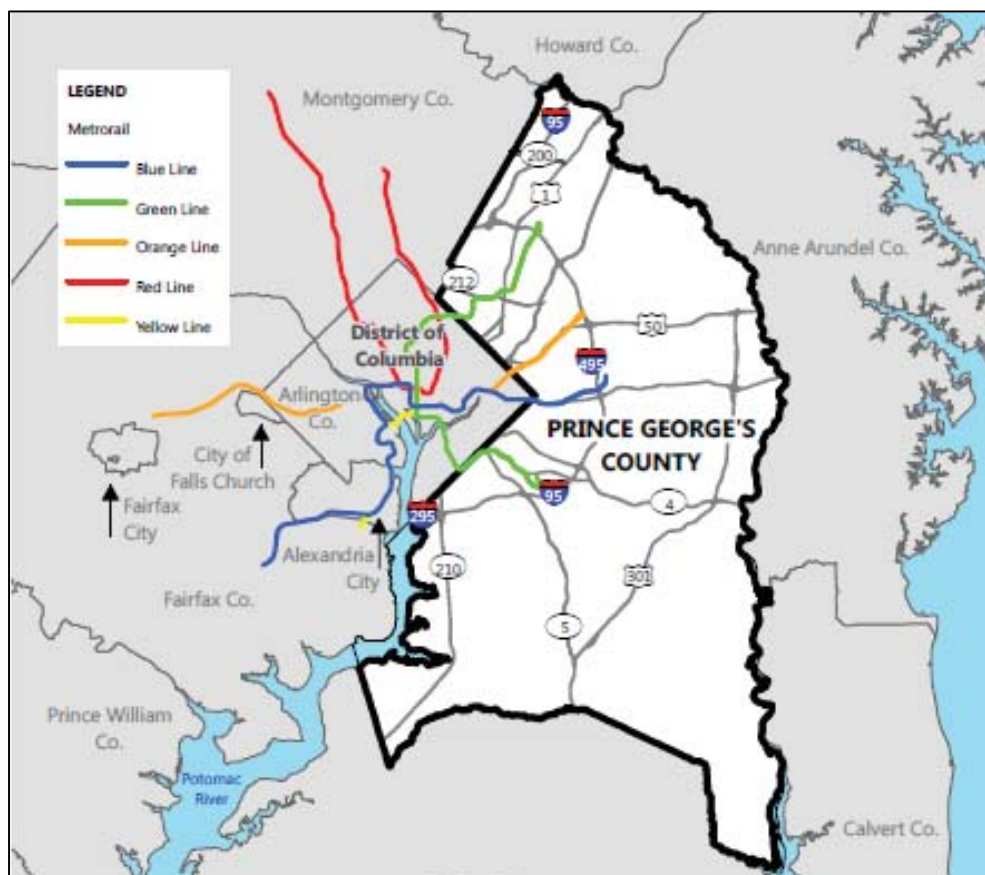 Howard Co.
LEGEND
Metrorail
Blue Line
Green Line
Orange Line
Red Line
Yellow Line
Montgomery Co.
95
200
1
Anne Arundel Co.
212
50
District of
Columbia
495
Arlington
Co.
PRINCE GEORGE'S
COUNTY
City of
Falls Church
Fairfax
City
95
295
4
Alexandria
City
210
301
Fairfax Co.
5
Prince William
Co.
Potomac
River
Calvert Co.